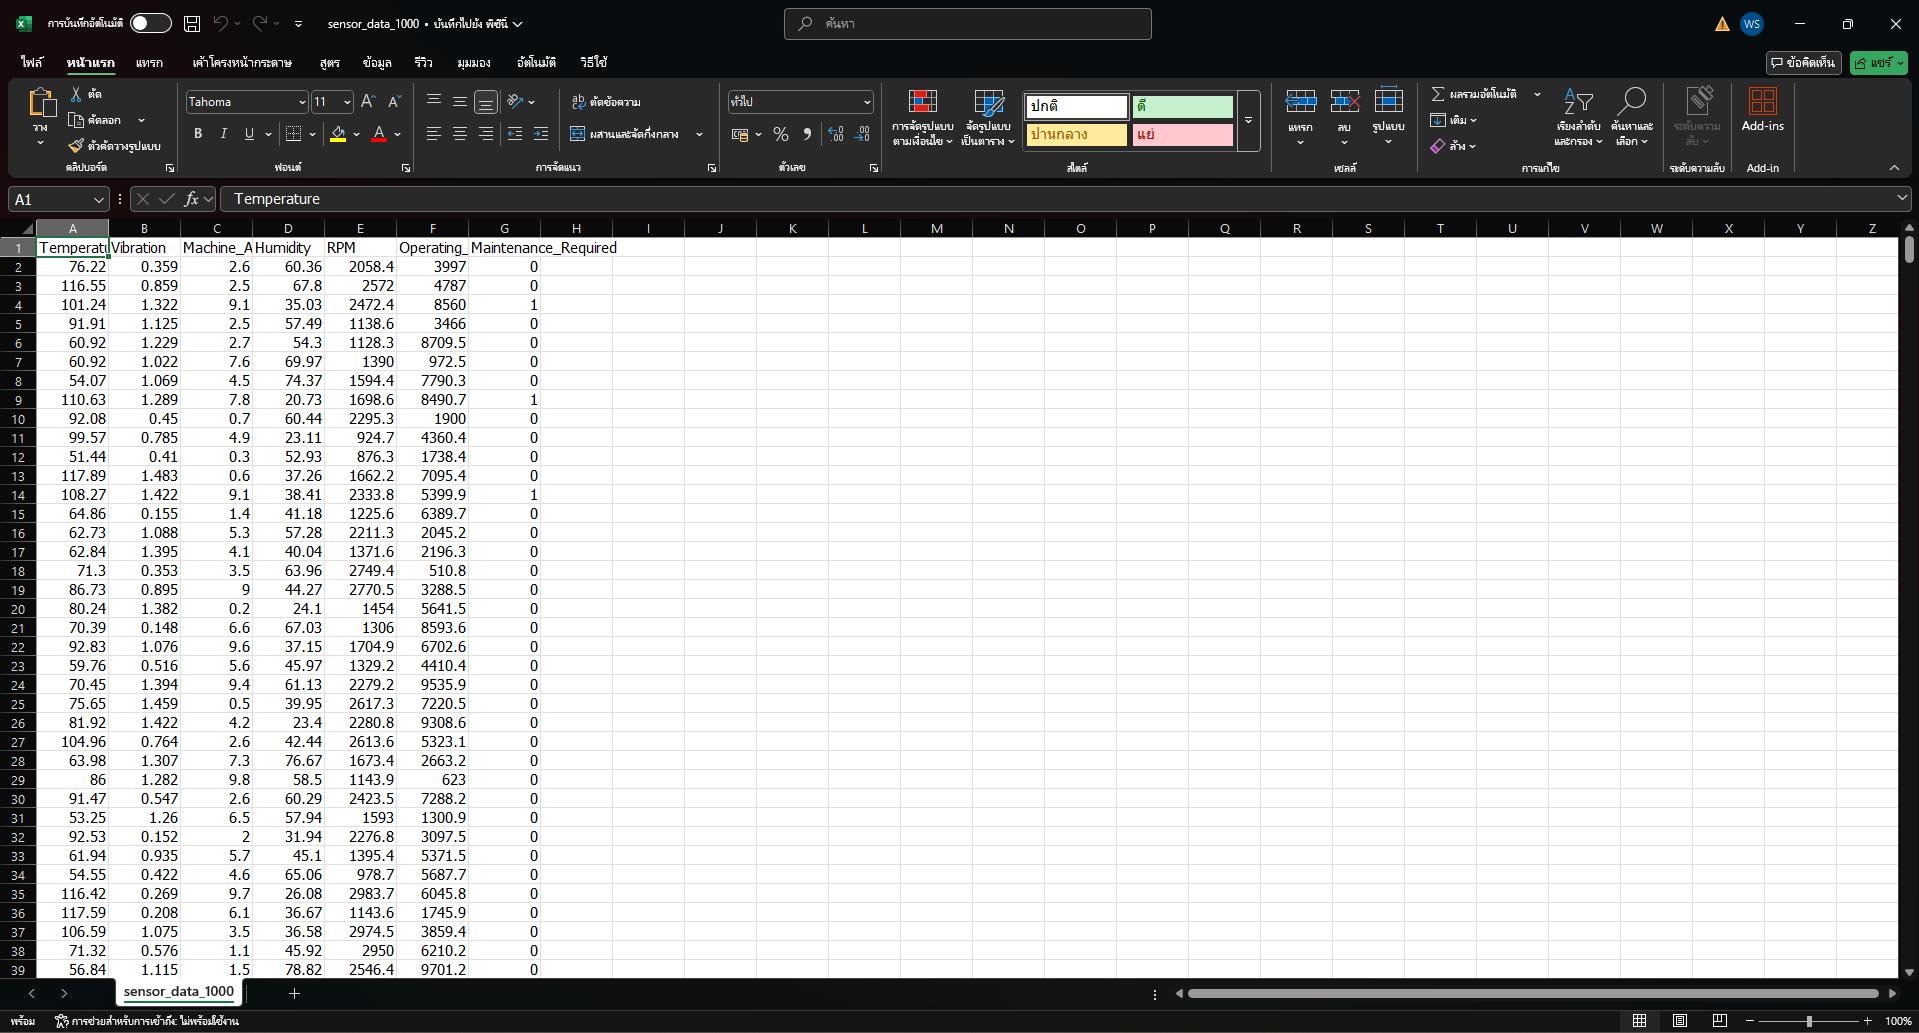 การบันทึกอัตโนมัติ
sensor_data_1000 • บันทึกไปยัง พีซีนี้
ค้นหา
WS
ไฟล์ หน้าแรก แทรก เค้าโครงหน้ากระดาษ สูตร ข้อมูล รีวิว มุมมอง อัตโนมัติ วิธีใช้
ข้อคิดเห็น
แชร์
วาง
ตัด
คัดลอก
ตัวคัดวางรูปแบบ
คลิปบอร์ด
Tahoma
11
B I U
ฟอนต์
ตัดข้อความ
ผสานและจัดกึ่งกลาง
การจัดแนว
ทั่วไป
ตัวเลข
การจัดรูปแบบ
ตามเงื่อนไข
จัดรูปแบบ
เป็นตาราง
ปกติ
ดี
ปานกลาง
แย่
สไตล์
แทรก
ลบ
รูปแบบ
เซลล์
ผลรวมอัตโนมัติ
เติม
ล้าง
เรียงลำดับ
และกรอง
ค้นหาและ
เลือก
การแก้ไข
ระดับความ
ลับ
ระดับความลับ
Add-ins
Add-in
A1
fx
Temperature
A B C D E F G H I J K L M N O P Q R S T U V W X Y Z
1 Temperatu Vibration Machine_A Humidity RPM Operating_ Maintenance_Required
2 76.22 0.359 2.6 60.36 2058.4 3997 0
3 116.55 0.859 2.5 67.8 2572 4787 0
4 101.24 1.322 9.1 35.03 2472.4 8560 1
5 91.91 1.125 2.5 57.49 1138.6 3466 0
6 60.92 1.229 2.7 54.3 1128.3 8709.5 0
7 60.92 1.022 7.6 69.97 1390 972.5 0
8 54.07 1.069 4.5 74.37 1594.4 7790.3 0
9 110.63 1.289 7.8 20.73 1698.6 8490.7 1
10 92.08 0.45 0.7 60.44 2295.3 1900 0
11 99.57 0.785 4.9 23.11 924.7 4360.4 0
12 51.44 0.41 0.3 52.93 876.3 1738.4 0
13 117.89 1.483 0.6 37.26 1662.2 7095.4 0
14 108.27 1.422 9.1 38.41 2333.8 5399.9 1
15 64.86 0.155 1.4 41.18 1225.6 6389.7 0
16 62.73 1.088 5.3 57.28 2211.3 2045.2 0
17 62.84 1.395 4.1 40.04 1371.6 2196.3 0
18 71.3 0.353 3.5 63.96 2749.4 510.8 0
19 86.73 0.895 9 44.27 2770.5 3288.5 0
20 80.24 1.382 0.2 24.1 1454 5641.5 0
21 70.39 0.148 6.6 67.03 1306 8593.6 0
22 92.83 1.076 9.6 37.15 1704.9 6702.6 0
23 59.76 0.516 5.6 45.97 1329.2 4410.4 0
24 70.45 1.394 9.4 61.13 2279.2 9535.9 0
25 75.65 1.459 0.5 39.95 2617.3 7220.5 0
26 81.92 1.422 4.2 23.4 2280.8 9308.6 0
27 104.96 0.764 2.6 42.44 2613.6 5323.1 0
28 63.98 1.307 7.3 76.67 1673.4 2663.2 0
29 86 1.282 9.8 58.5 1143.9 623 0
30 91.47 0.547 2.6 60.29 2423.5 7288.2 0
31 53.25 1.26 6.5 57.94 1593 1300.9 0
32 92.53 0.152 2 31.94 2276.8 3097.5 0
33 61.94 0.935 5.7 45.1 1395.4 5371.5 0
34 54.55 0.422 4.6 65.06 978.7 5687.7 0
35 116.42 0.269 9.7 26.08 2983.7 6045.8 0
36 117.59 0.208 6.1 36.67 1143.6 1745.9 0
37 106.59 1.075 3.5 36.58 2974.5 3859.4 0
38 71.32 0.576 1.1 45.92 2950 6210.2 0
39 56.84 1.115 1.5 78.82 2546.4 9701.2 0
sensor_data_1000
พร้อม
การช่วยสำหรับการเข้าถึง: ไม่พร้อมใช้งาน
100%